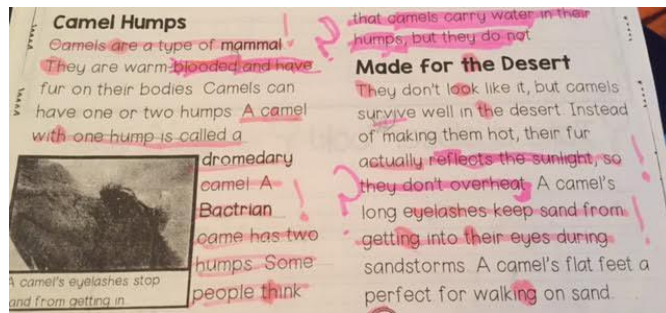 Camel Humps
Camels are a type of mammal.
They are warm-blooded and have
fur on their bodies. Camels can
have one or two humps. A camel
with one hump is called a
dromedary
camel. A
Bactrian
came has two
humps. Some
people think
A camel's eyelashes stop
and from getting in
that camels carry water in their
humps, but they do not.
Made for the Desert
They don't look like it, but camels
survive well in the desert. Instead
of making them hot, their fur
actually reflects the sunlight, so
they don't overheat. A camel's
long eyelashes keep sand from
getting into their eyes during
sandstorms. A camel's flat feet a
perfect for walking on sand.